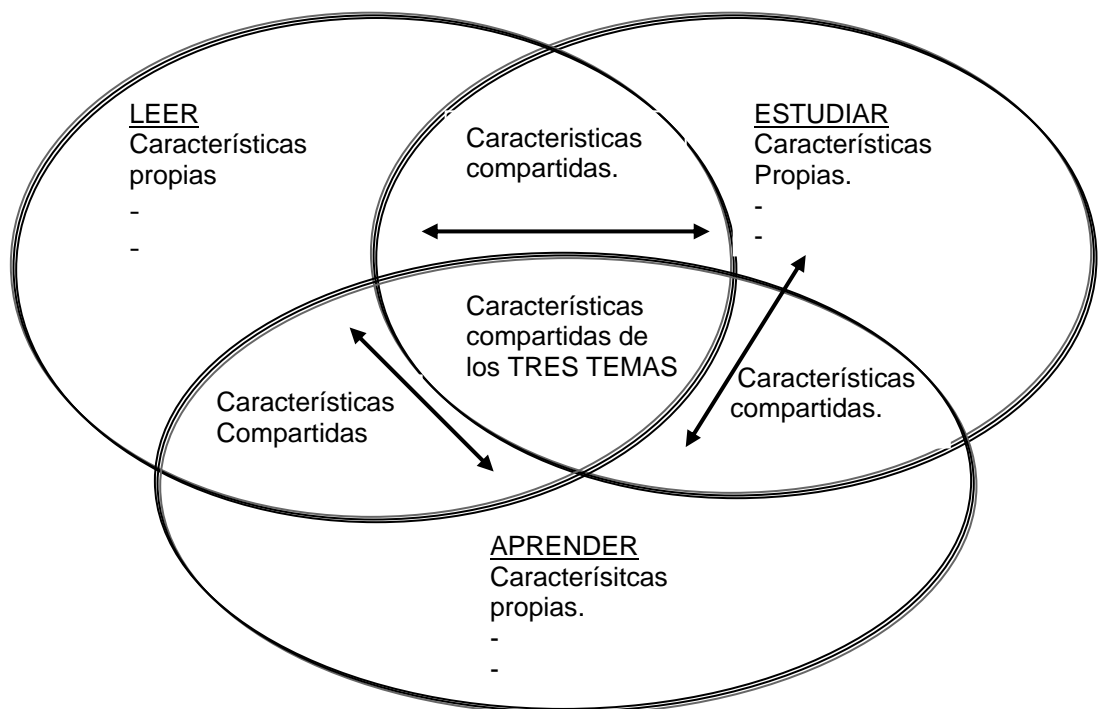 LEER
Características
propias
-
-
Caracteristicas
compartidas.
ESTUDIAR
Características
Propias.
-
-
Características
compartidas de
los TRES TEMAS
Características
Compartidas
Características
compartidas.
APRENDER
Caracterísitcas
propias.
-
-